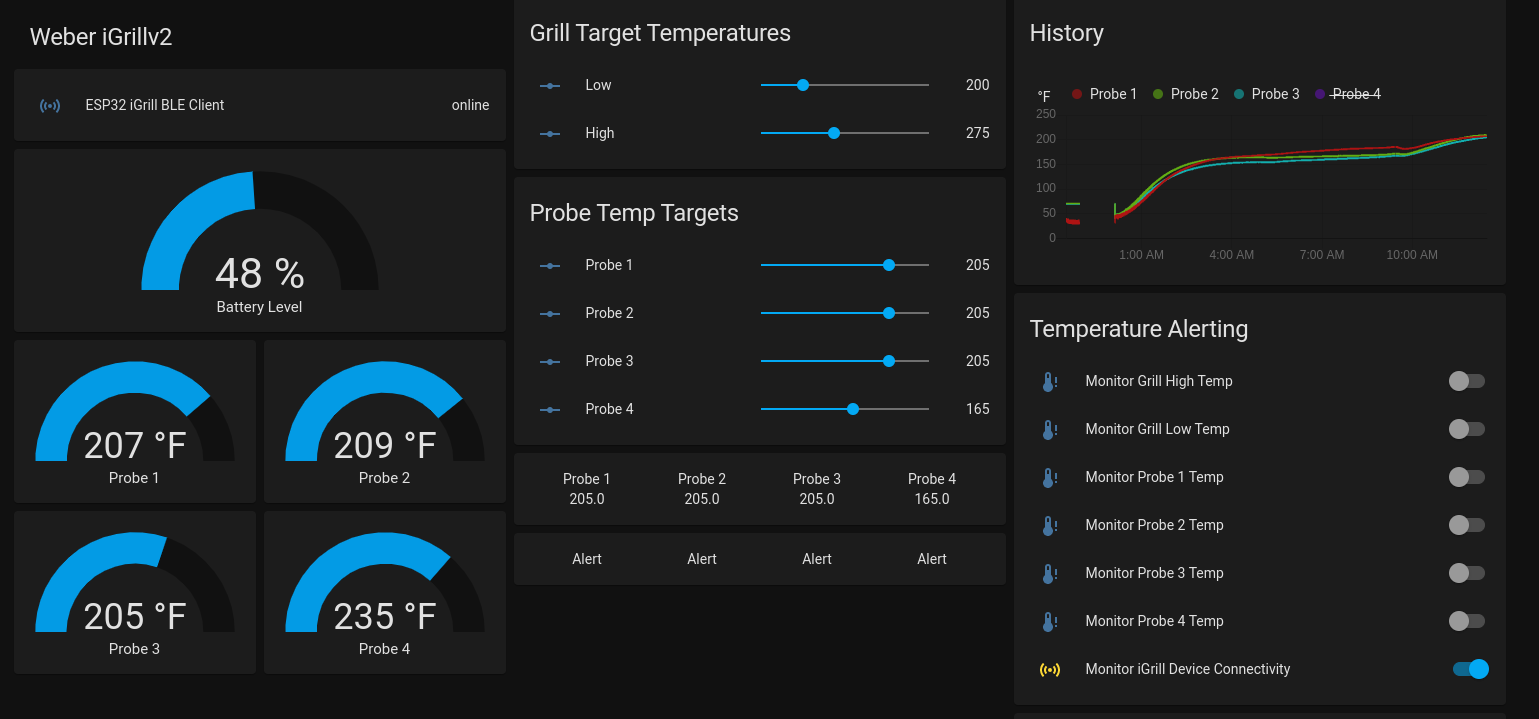 Weber iGrillv2
ESP32 iGrill BLE Client online
48 %
Battery Level
207 °F
Probe 1
209 °F
Probe 2
205 °F
Probe 3
235 °F
Probe 4
Grill Target Temperatures
Low 200
High 275
Probe Temp Targets
Probe 1 205
Probe 2 205
Probe 3 205
Probe 4 165
Probe 1 Probe 2 Probe 3 Probe 4
205.0 205.0 205.0 165.0
Alert Alert Alert Alert
History
°F Probe 1 Probe 2 Probe 3 Probe 4
250
200
150
100
50
0
1:00 AM 4:00 AM 7:00 AM 10:00 AM
Temperature Alerting
Monitor Grill High Temp
Monitor Grill Low Temp
Monitor Probe 1 Temp
Monitor Probe 2 Temp
Monitor Probe 3 Temp
Monitor Probe 4 Temp
Monitor iGrill Device Connectivity